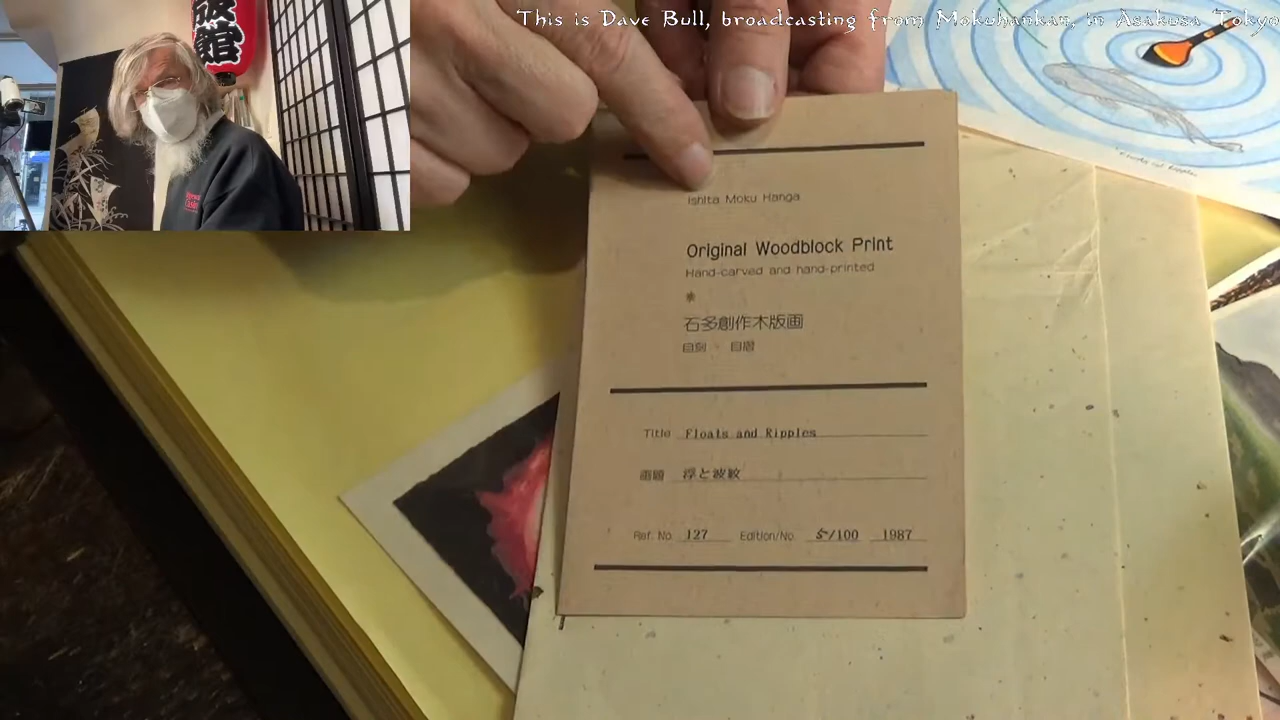 This is Dave Bull, broadcasting from Mokuhankan, in Asakusa Tokyo
版館
Ishita Moku Hanga
Original Woodblock Print
Hand-carved and hand-printed
*
石多創作木版画
自刻 · 自摺
Title Floats and Ripples
画題 浮と波紋
Ref. No. 127 Edition/No. 5/100 1987